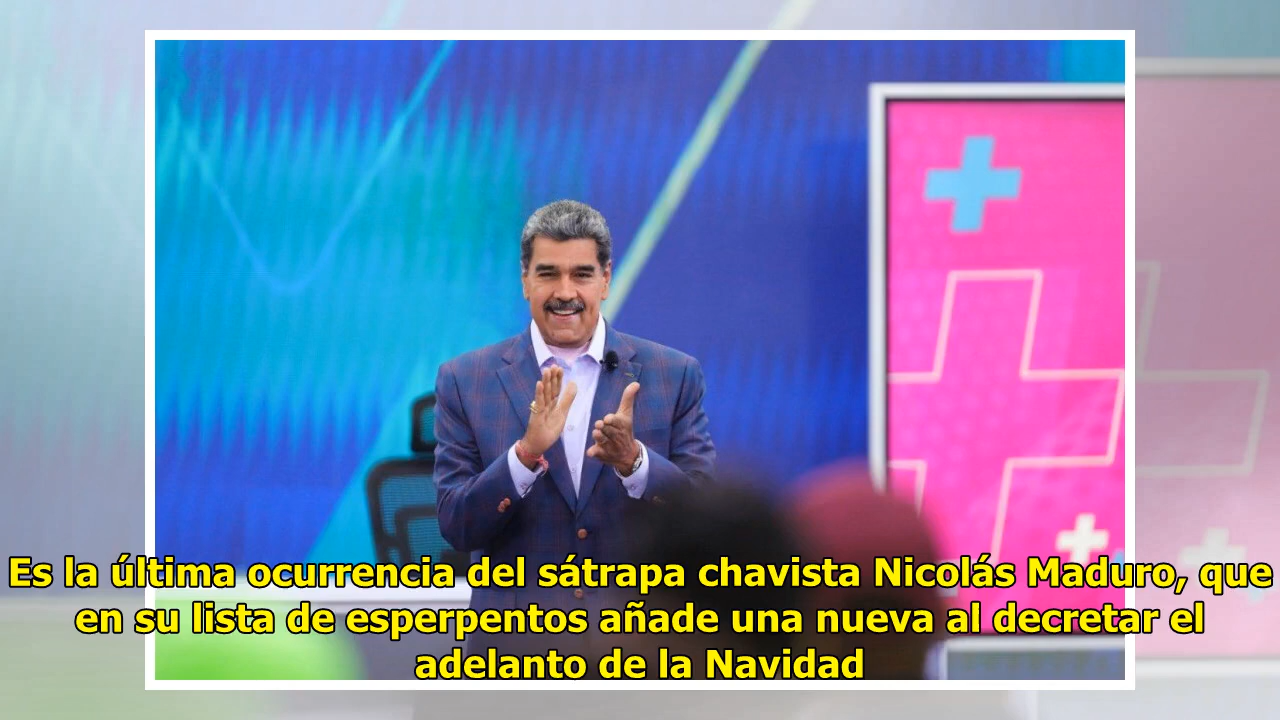 Es la última ocurrencia del sátrapa chavista Nicolás Maduro, que
en su lista de esperpentos añade una nueva al decretar el
adelanto de la Navidad